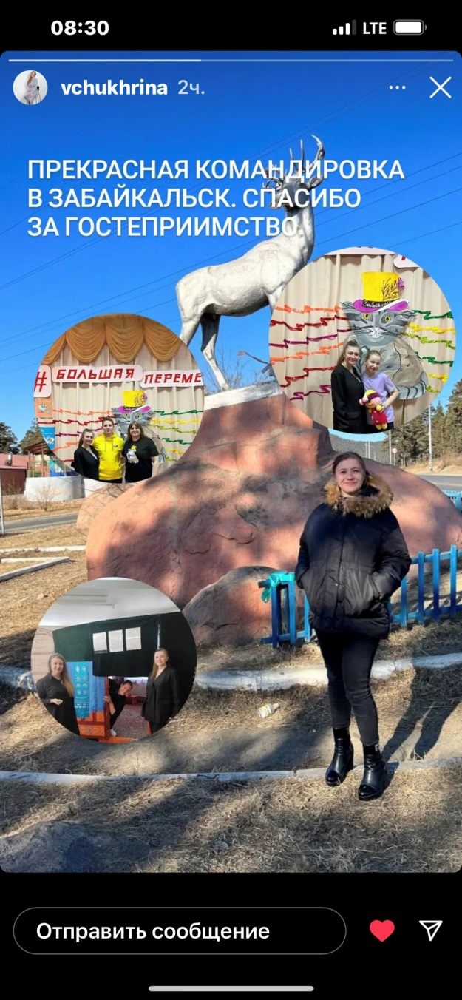 08:30
LTE
vchukhrina 2ч.
ПРЕКРАСНАЯ КОМАНДИРОВКА
В ЗАБАЙКАЛЬСК. СПАСИБО
ЗА ГОСТЕПРИИМСТВО
#БОЛЬШАЯ ПЕРЕМЕ
Отправить сообщение